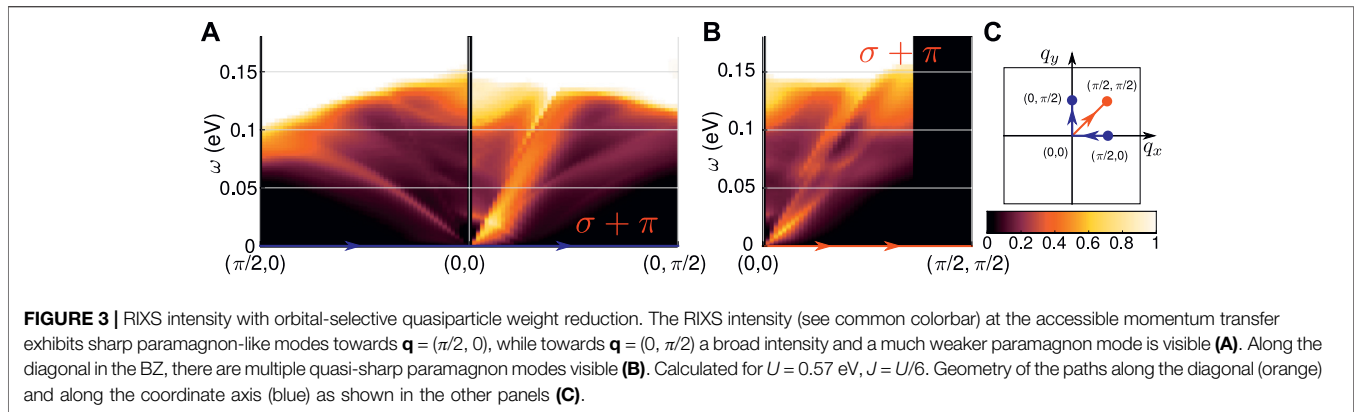 A
B
C
σ + π
σ + π
ω (eV)
0.15
0.1
0.05
0
(π/2,0)
(0,0)
(0, π/2)
ω (eV)
0.15
0.1
0.05
0
(0,0)
(π/2, π/2)
q_y
(π/2, π/2)
(0, π/2)
(0,0)
(π/2,0)
q_x
0 0.2 0.4 0.6 0.8 1
FIGURE 3 | RIXS intensity with orbital-selective quasiparticle weight reduction. The RIXS intensity (see common colorbar) at the accessible momentum transfer
exhibits sharp paramagnon-like modes towards q = (π/2, 0), while towards q = (0, π/2) a broad intensity and a much weaker paramagnon mode is visible (A). Along the
diagonal in the BZ, there are multiple quasi-sharp paramagnon modes visible (B). Calculated for U = 0.57 eV, J = U/6. Geometry of the paths along the diagonal (orange)
and along the coordinate axis (blue) as shown in the other panels (C).